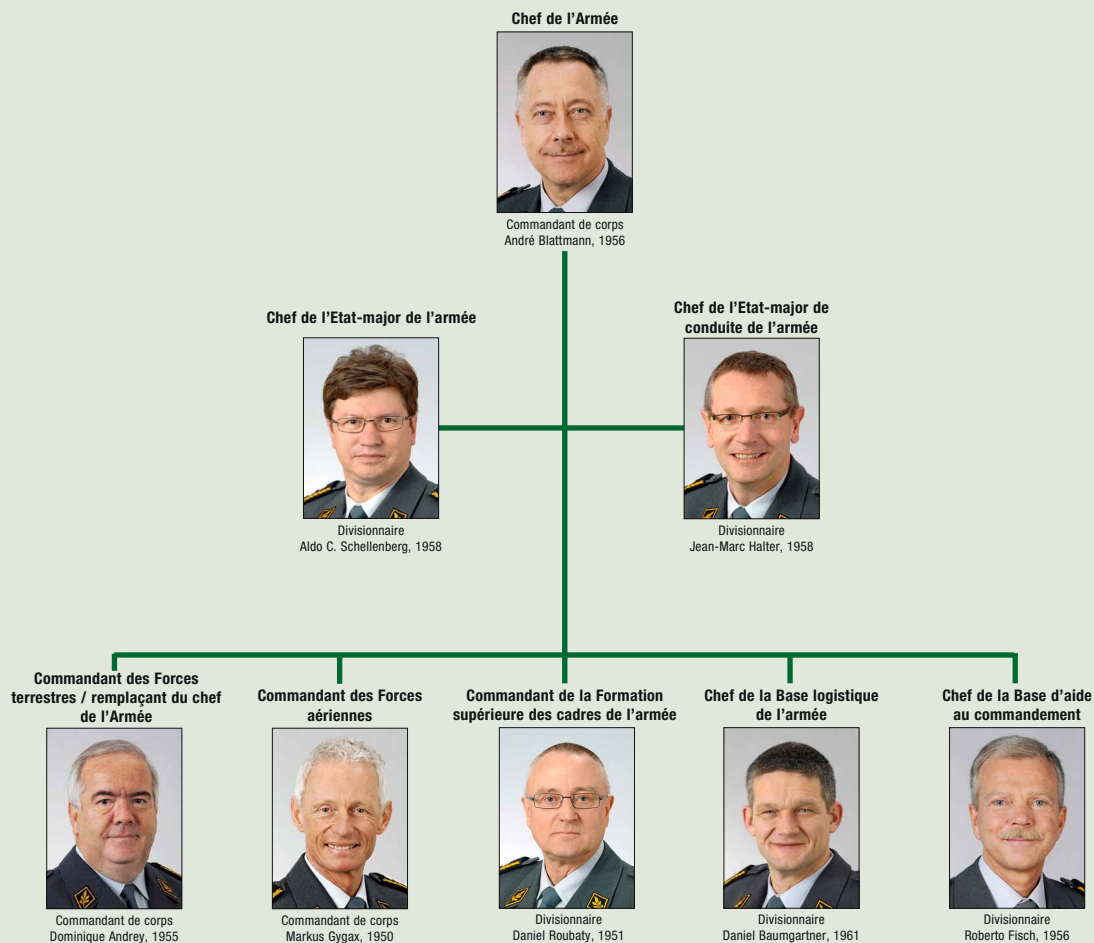 Chef de l'Armée
Commandant de corps
André Blattmann, 1956
Chef de l'Etat-major de l'armée
Divisionnaire
Aldo C. Schellenberg, 1958
Chef de l'Etat-major de
conduite de l'armée
Divisionnaire
Jean-Marc Halter, 1958
Commandant des Forces
terrestres / remplaçant du chef
de l'Armée
Commandant de corps
Dominique Andrey, 1955
Commandant des Forces
aériennes
Commandant de corps
Markus Gygax, 1950
Commandant de la Formation
supérieure des cadres de l'armée
Divisionnaire
Daniel Roubaty, 1951
Chef de la Base logistique
de l'armée
Divisionnaire
Daniel Baumgartner, 1961
Chef de la Base d'aide
au commandement
Divisionnaire
Roberto Fisch, 1956